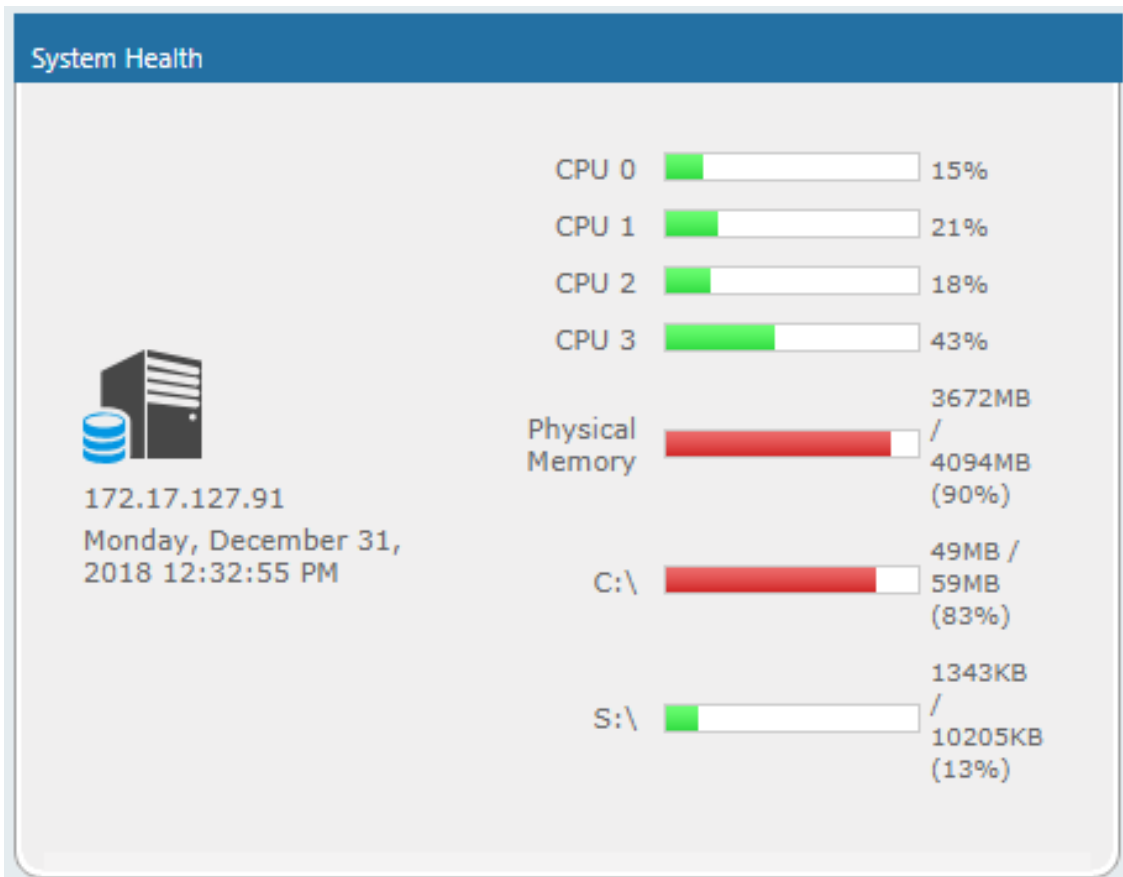 System Health
CPU 0 15%
CPU 1 21%
CPU 2 18%
CPU 3 43%
Physical
Memory
3672MB
/
4094MB
(90%)
172.17.127.91
Monday, December 31,
2018 12:32:55 PM
C:\
49MB /
59MB
(83%)
S:\
1343KB
/
10205KB
(13%)